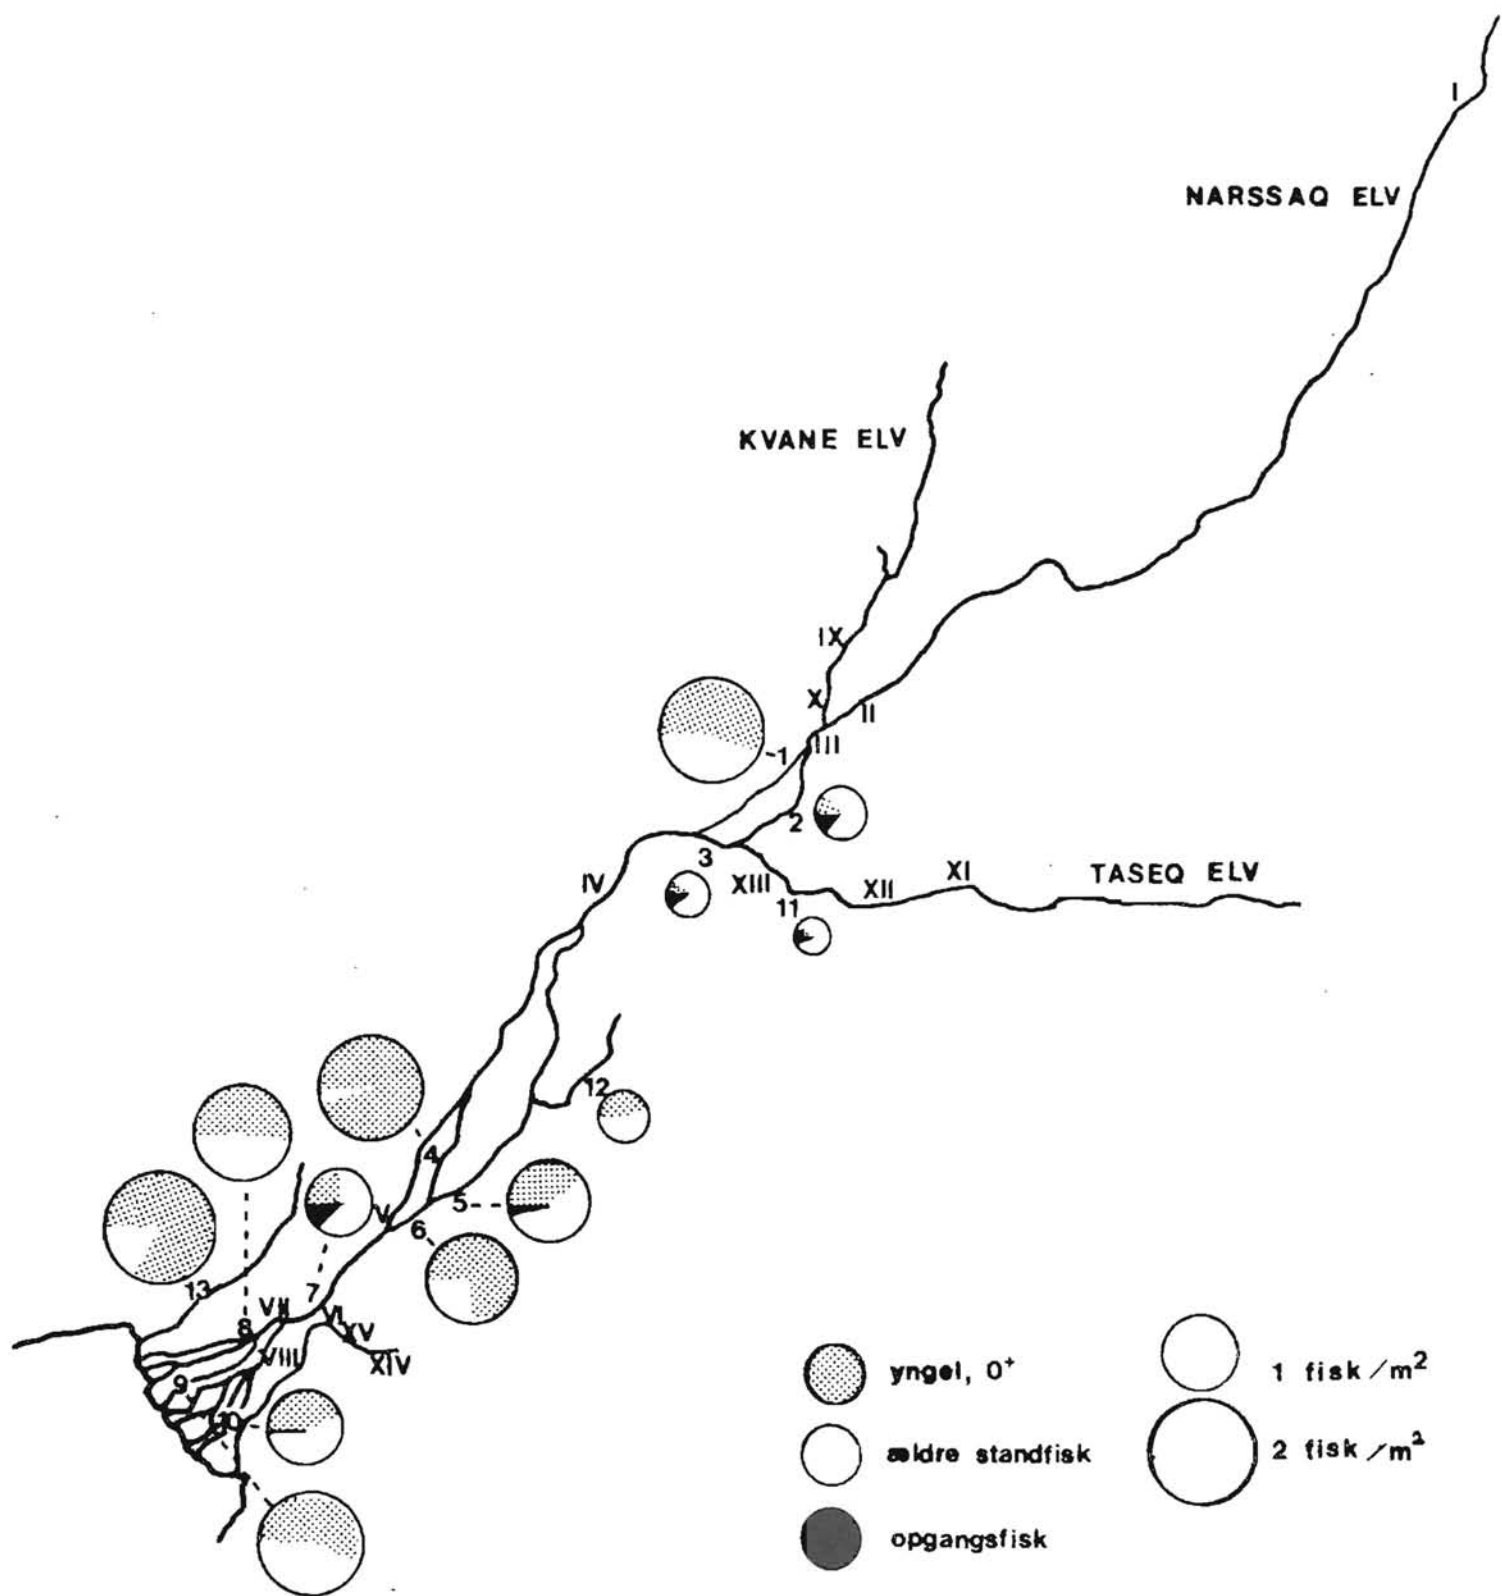 I
NARSSAQ ELV
KVANE ELV
IX
X
II
III
1
2
3
IV
XIII
XII
XI
TASEQ ELV
11
12
4
5
V
6
13
7
VII
VI
8
XV
VIII
XIV
9
10
yngel, 0⁺
1 fisk/m²
ældre standfisk
2 fisk/m²
opgangsfisk